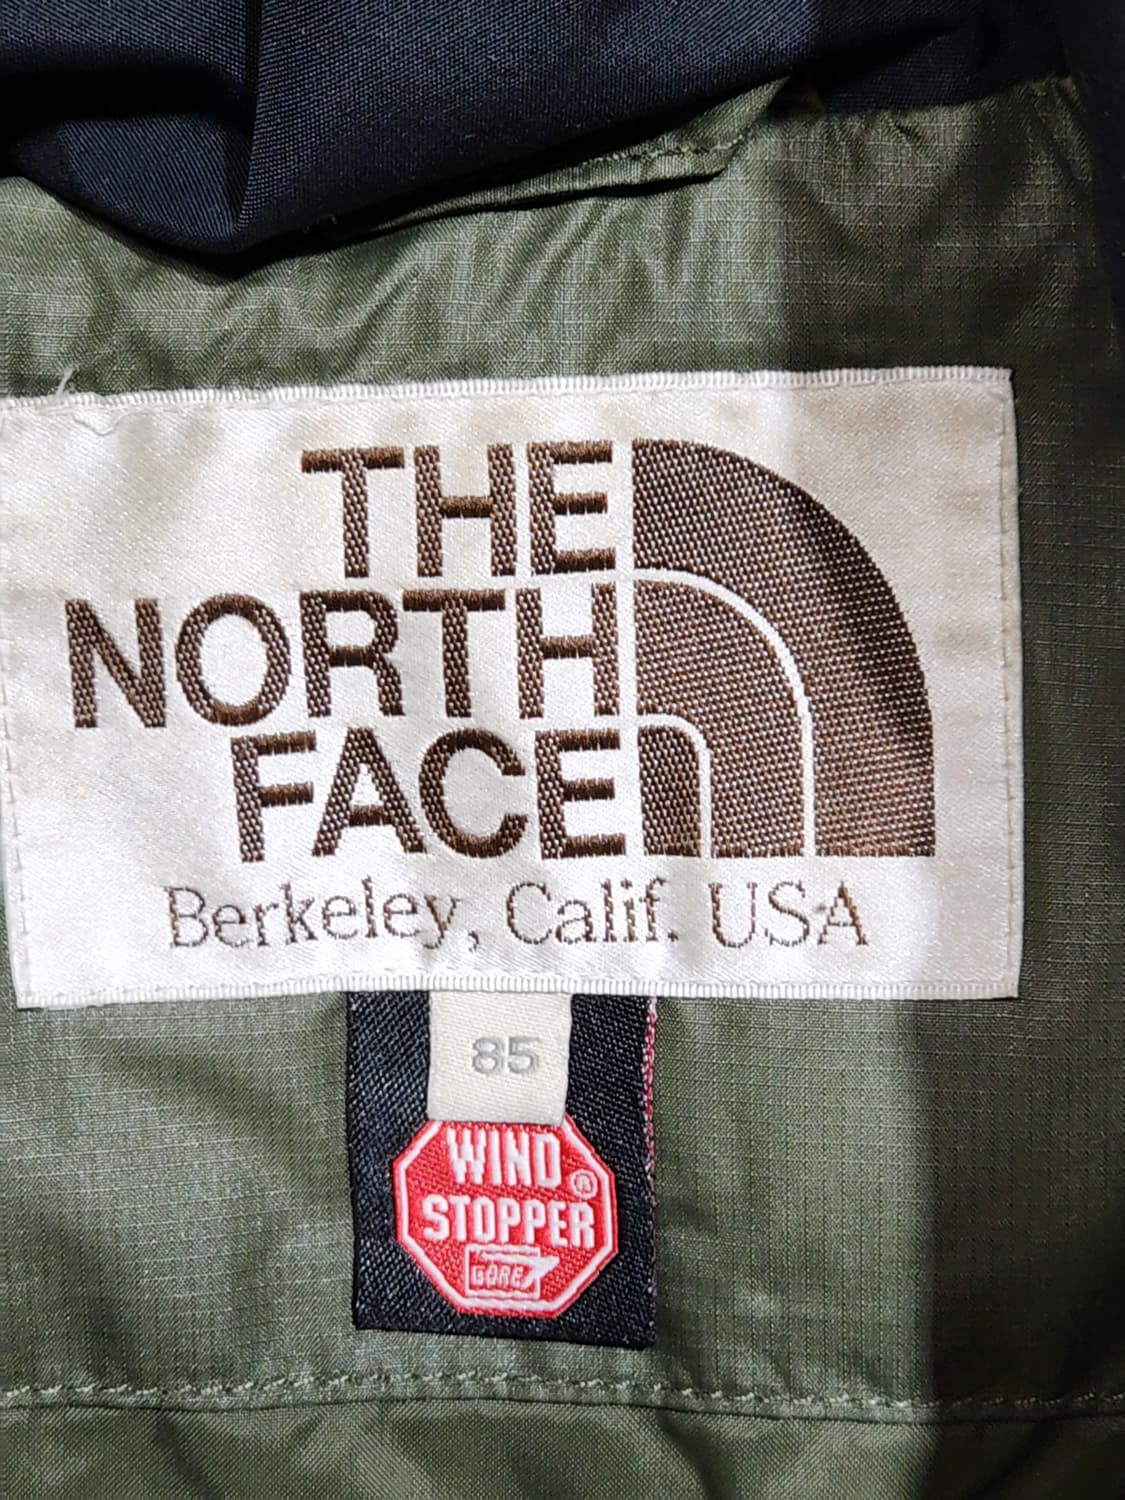 THE
NORTH
FACE
Berkeley, Calif. USA
85
WIND
STOPPER®
GORE